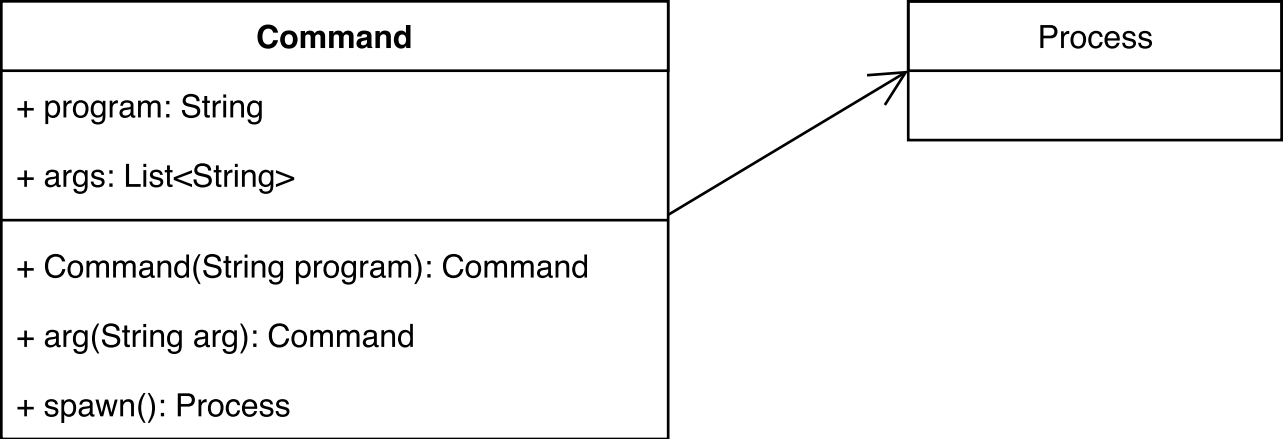 Command
+ program: String
+ args: List<String>
+ Command(String program): Command
+ arg(String arg): Command
+ spawn(): Process
Process